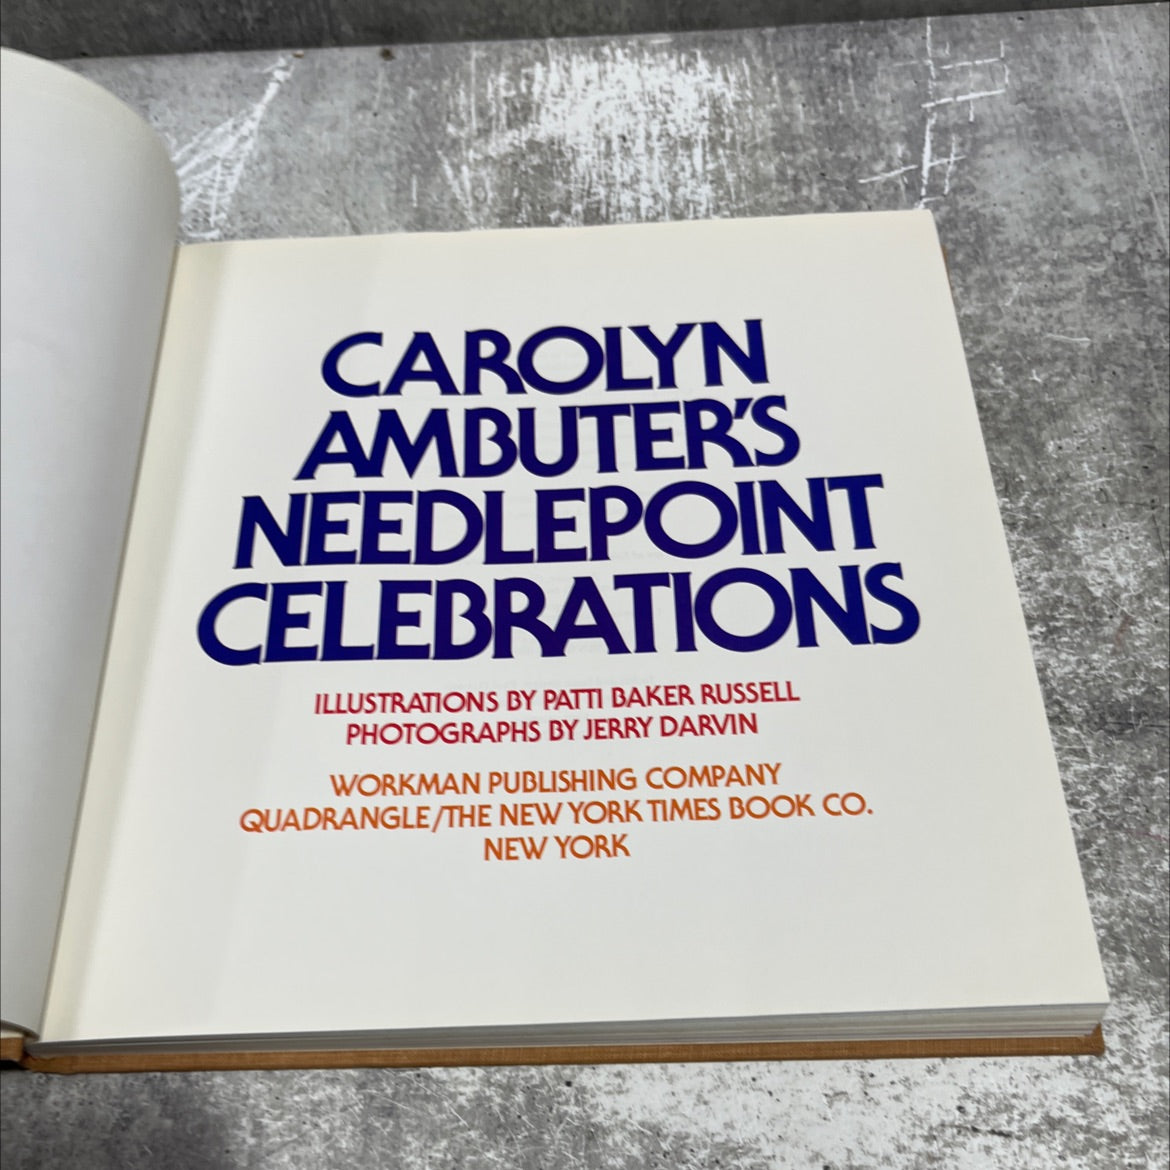 CAROLYN
AMBUTER'S
NEEDLEPOINT
CELEBRATIONS
ILLUSTRATIONS BY PATTI BAKER RUSSELL
PHOTOGRAPHS BY JERRY DARVIN
WORKMAN PUBLISHING COMPANY
QUADRANGLE/THE NEW YORK TIMES BOOK CO.
NEW YORK